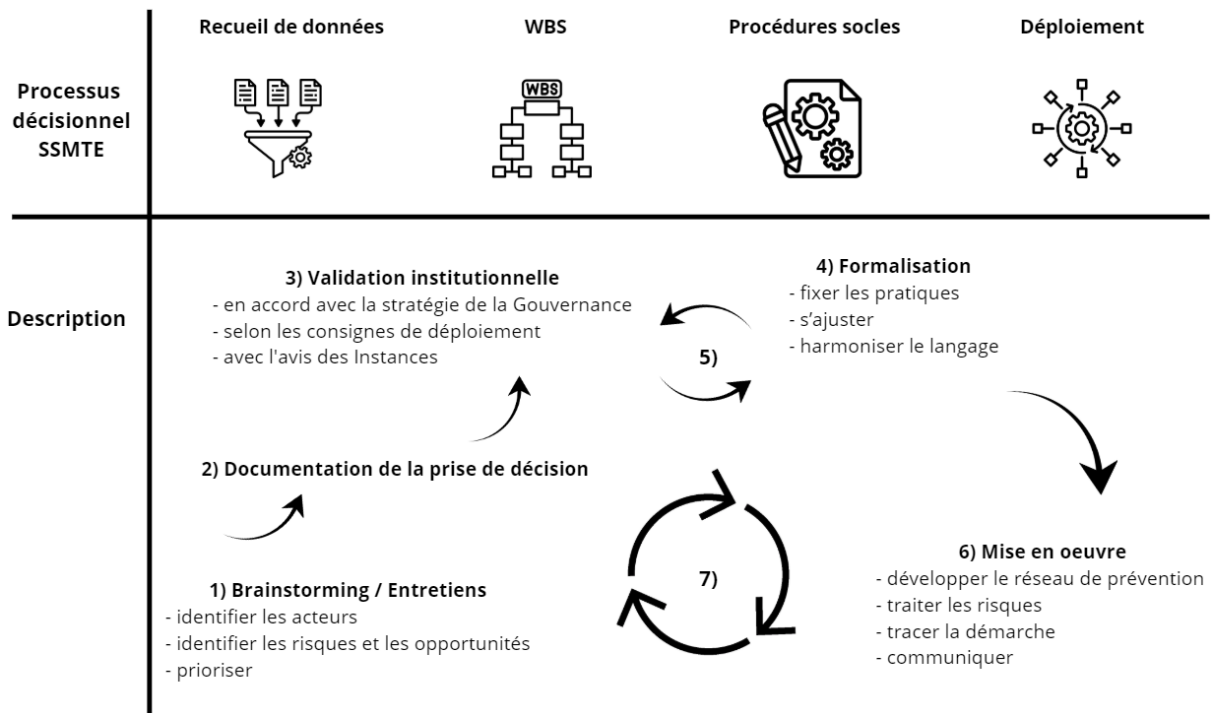 Recueil de données
WBS
Procédures socles
Déploiement
Processus
décisionnel
SSMTE
WBS
Description
3) Validation institutionnelle
- en accord avec la stratégie de la Gouvernance
- selon les consignes de déploiement
- avec l'avis des Instances
4) Formalisation
- fixer les pratiques
- s’ajuster
- harmoniser le langage
5)
2) Documentation de la prise de décision
1) Brainstorming / Entretiens
- identifier les acteurs
- identifier les risques et les opportunités
- prioriser
7)
6) Mise en oeuvre
- développer le réseau de prévention
- traiter les risques
- tracer la démarche
- communiquer